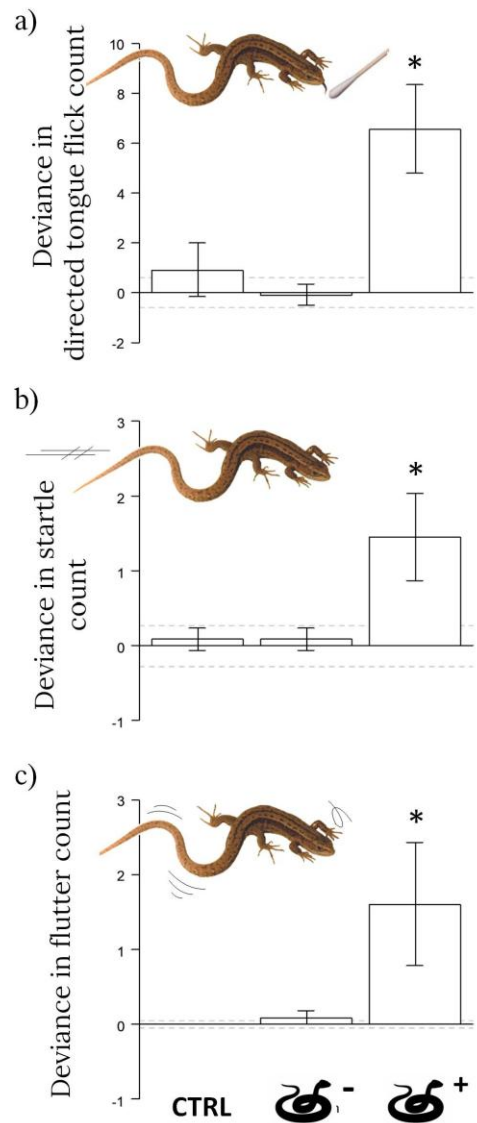 a)
Deviance in
directed tongue flick count
10
8
6
4
2
0
-2
*
b)
Deviance in startle
count
3
2
1
0
-1
*
c)
Deviance in flutter count
3
2
1
0
-1
*
CTRL
-
+